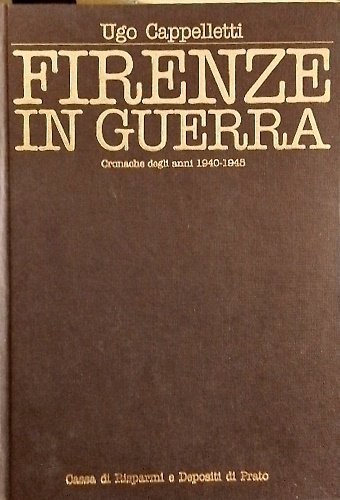 Ugo Cappelletti
FIRENZE
IN GUERRA
Cronache degli anni 1940-1945
Cassa di Risparmi e Depositi di Prato